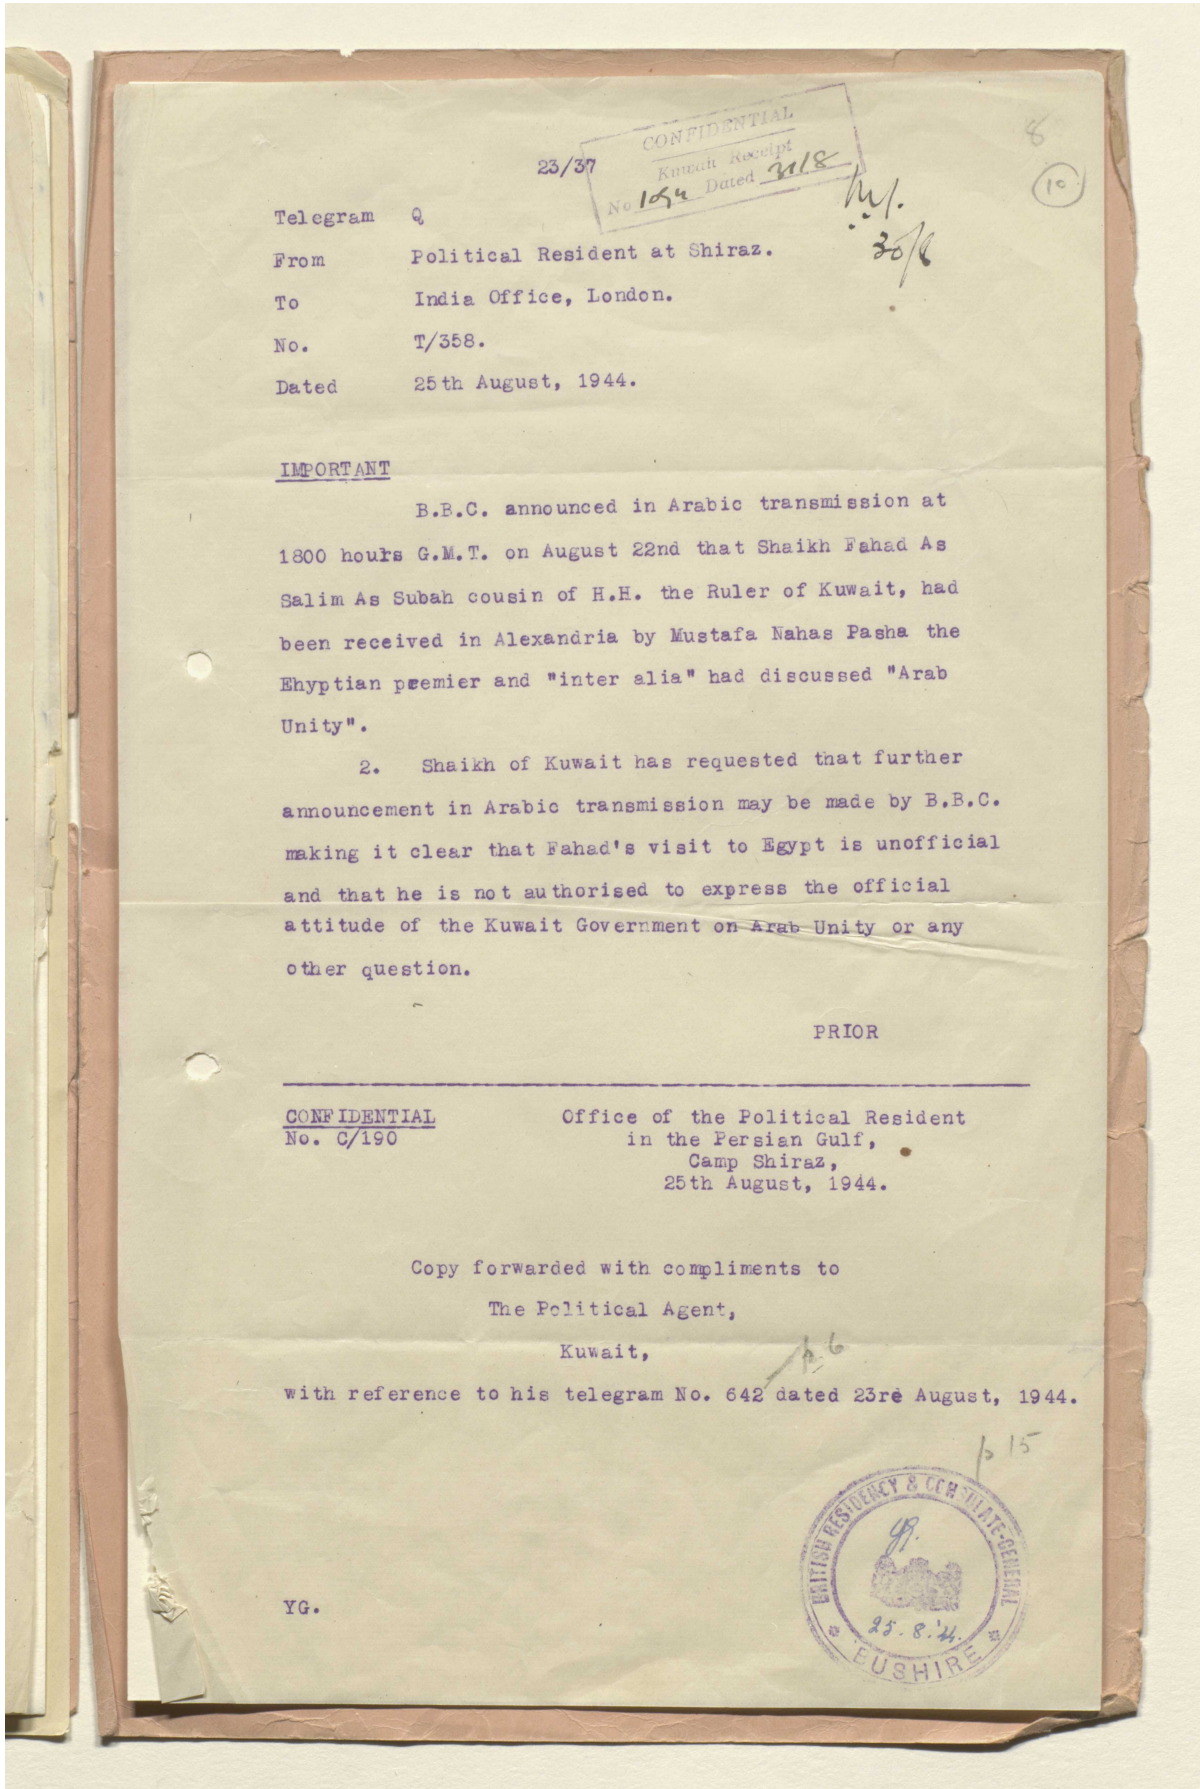 8
CONFIDENTIAL
Kuwait Receipt
No Dated 31/8
23/37
10
30/8
Telegram Q
From Political Resident at Shiraz.
To India Office, London.
No. T/358.
Dated 25th August, 1944.
IMPORTANT
B.B.C. announced in Arabic transmission at
1800 hours G.M.T. on August 22nd that Shaikh Fahad As
Salim As Subah cousin of H.H. the Ruler of Kuwait, had
been received in Alexandria by Mustafa Nahas Pasha the
Ehyptian premier and "inter alia" had discussed "Arab
Unity".
2. Shaikh of Kuwait has requested that further
announcement in Arabic transmission may be made by B.B.C.
making it clear that Fahad's visit to Egypt is unofficial
and that he is not authorised to express the official
attitude of the Kuwait Government on Arab Unity or any
other question.
PRIOR
CONFIDENTIAL
No. C/190
Office of the Political Resident
in the Persian Gulf,
Camp Shiraz,
25th August, 1944.
Copy forwarded with compliments to
The Political Agent,
Kuwait,
p. 6
with reference to his telegram No. 642 dated 23re August, 1944.
p 15
BRITISH RESIDENCY & CONSULATE-GENERAL
25.8.'44.
BUSHIRE
YG.